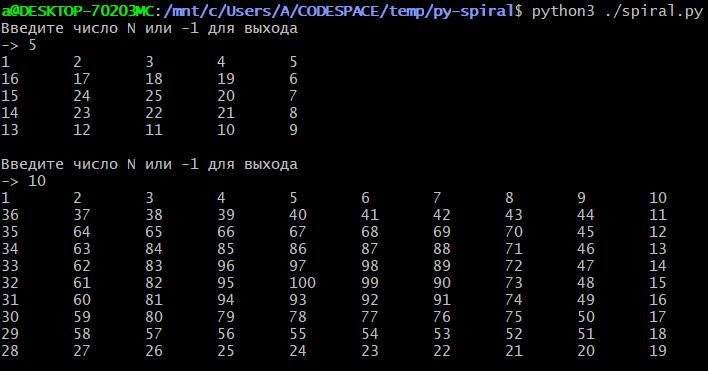 a@DESKTOP-702O3MC:/mnt/c/Users/A/CODESPACE/temp/py-spiral$ python3 ./spiral.py
Введите число N или -1 для выхода
-> 5
1 2 3 4 5
16 17 18 19 6
15 24 25 20 7
14 23 22 21 8
13 12 11 10 9
Введите число N или -1 для выхода
-> 10
1 2 3 4 5 6 7 8 9 10
36 37 38 39 40 41 42 43 44 11
35 64 65 66 67 68 69 70 45 12
34 63 84 85 86 87 88 71 46 13
33 62 83 96 97 98 89 72 47 14
32 61 82 95 100 99 90 73 48 15
31 60 81 94 93 92 91 74 49 16
30 59 80 79 78 77 76 75 50 17
29 58 57 56 55 54 53 52 51 18
28 27 26 25 24 23 22 21 20 19